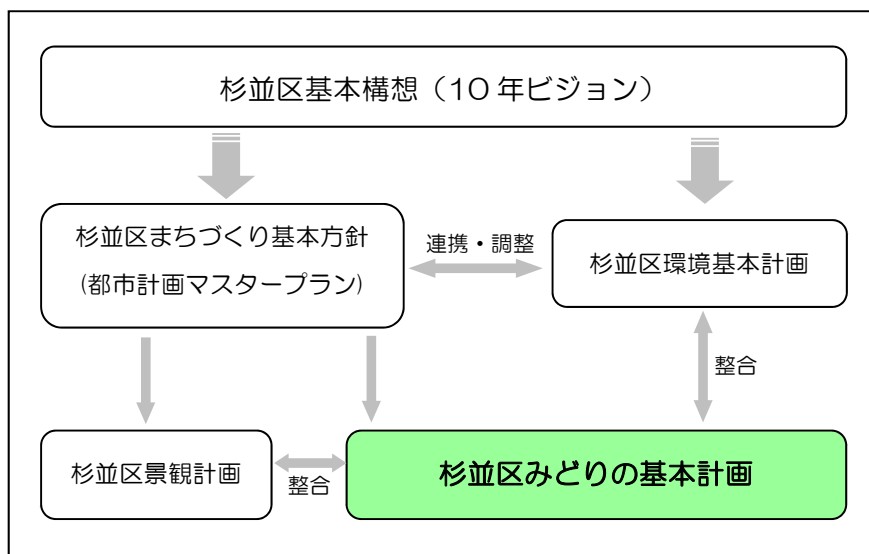 杉並区基本構想（10年ビジョン）
杉並区まちづくり基本方針
(都市計画マスタープラン)
連携・調整
杉並区環境基本計画
整合
杉並区景観計画
整合
杉並区みどりの基本計画